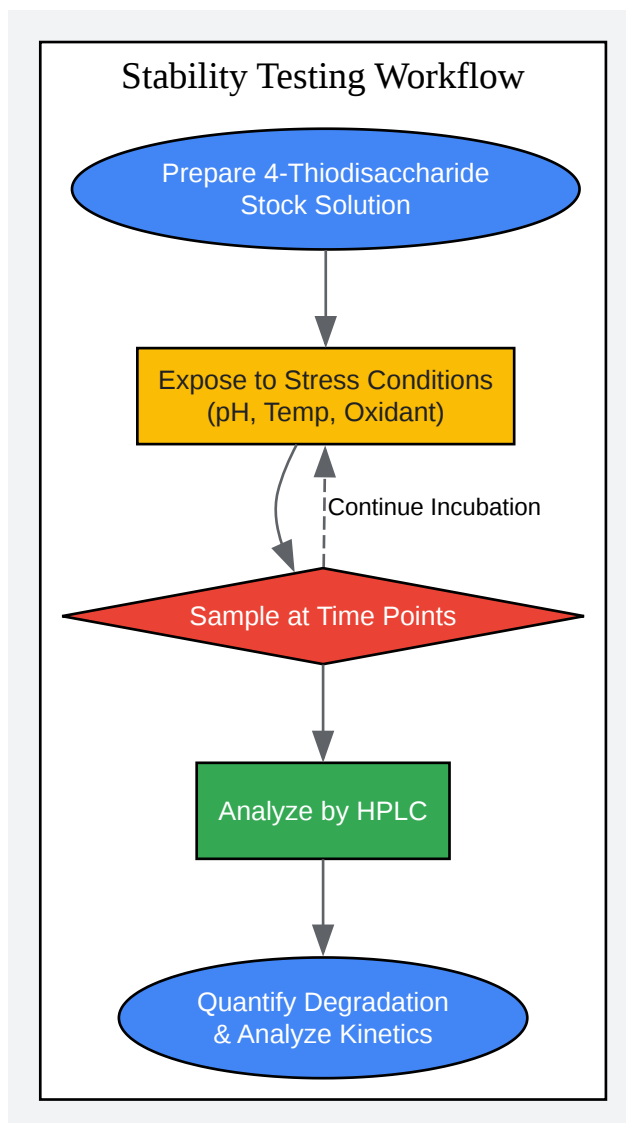 Stability Testing Workflow
Prepare 4-Thiodisaccharide
Stock Solution
Expose to Stress Conditions
(pH, Temp, Oxidant)
Continue Incubation
Sample at Time Points
Analyze by HPLC
Quantify Degradation
& Analyze Kinetics